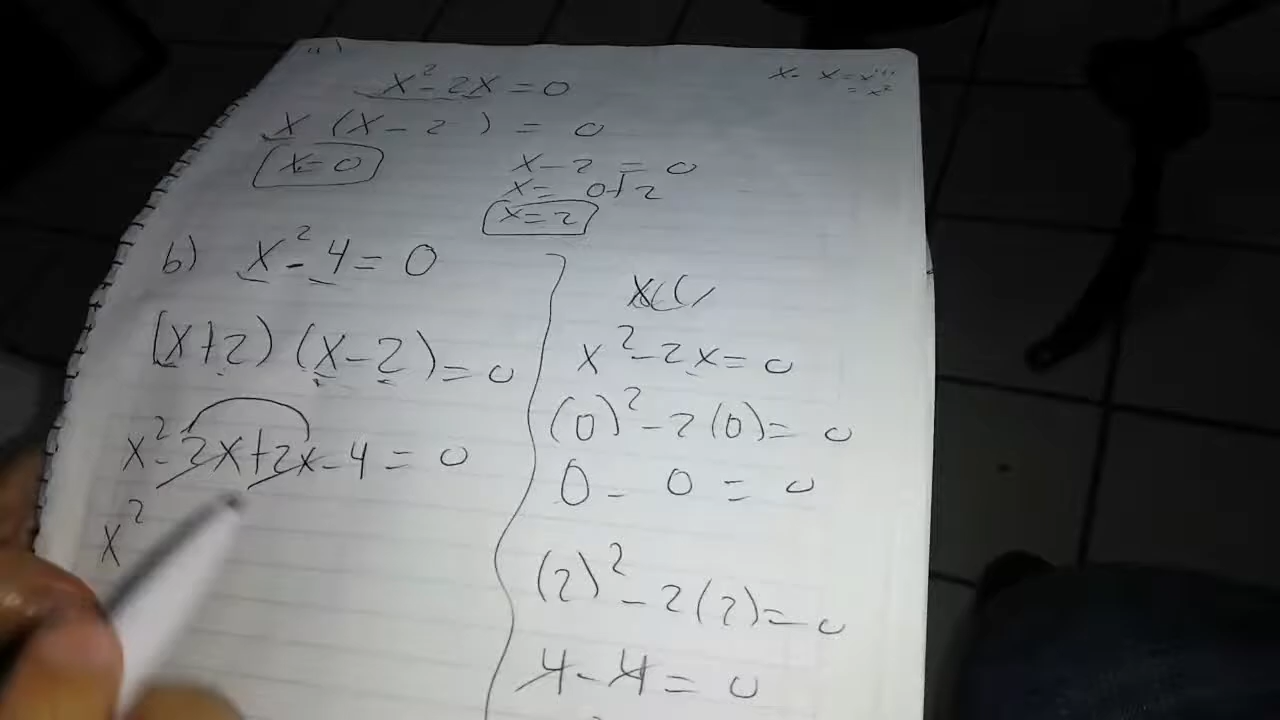 x² - 2x = 0
x (x - 2) = 0
x = 0
x - 2 = 0
x = 0 + 2
x = 2
b) x² - 4 = 0
(x + 2) (x - 2) = 0
x² - 2x + 2x - 4 = 0
x²
x² - 2x = 0
(0)² - 2(0) = 0
0 - 0 = 0
(2)² - 2(2) = 0
4 - 4 = 0